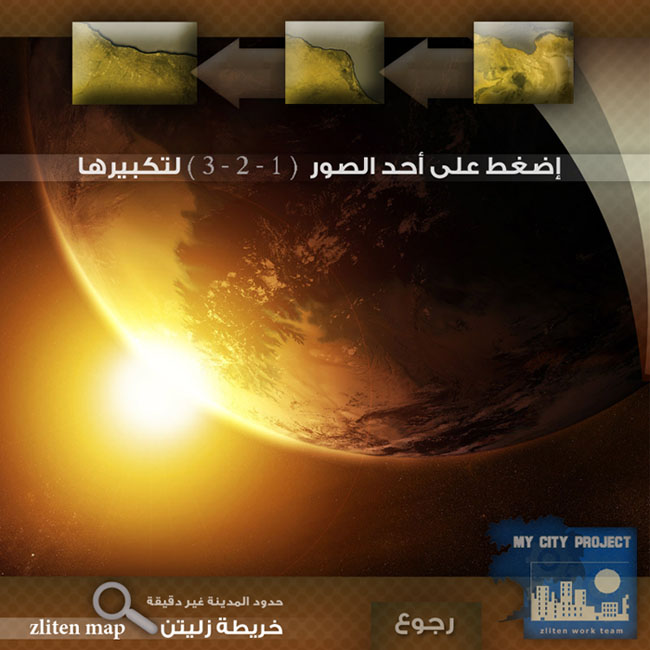 إضغط على أحد الصور (1 - 2 - 3) لتكبيرها
MY CITY PROJECT
zliten work team
حدود المدينة غير دقيقة
خريطة زليتن
zliten map
رجوع